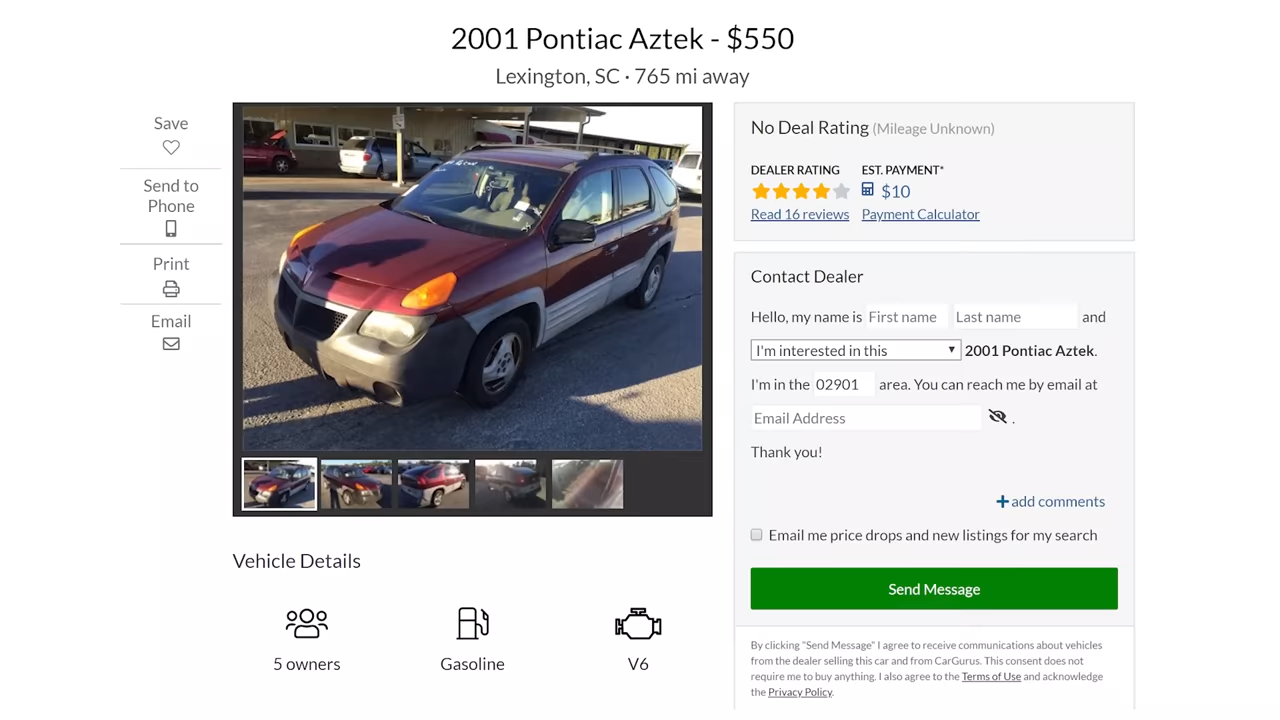 2001 Pontiac Aztek - $550
Lexington, SC · 765 mi away
Save
Send to
Phone
Print
Email
No Deal Rating (Mileage Unknown)
DEALER RATING
EST. PAYMENT*
$10
Read 16 reviews
Payment Calculator
Contact Dealer
Hello, my name is First name Last name and
I'm interested in this 2001 Pontiac Aztek.
I'm in the 02901 area. You can reach me by email at
Email Address .
Thank you!
+add comments
Email me price drops and new listings for my search
Send Message
By clicking "Send Message" I agree to receive communications about vehicles
from the dealer selling this car and from CarGurus. This consent does not
require me to buy anything. I also agree to the Terms of Use and acknowledge
the Privacy Policy.
Vehicle Details
5 owners
Gasoline
V6